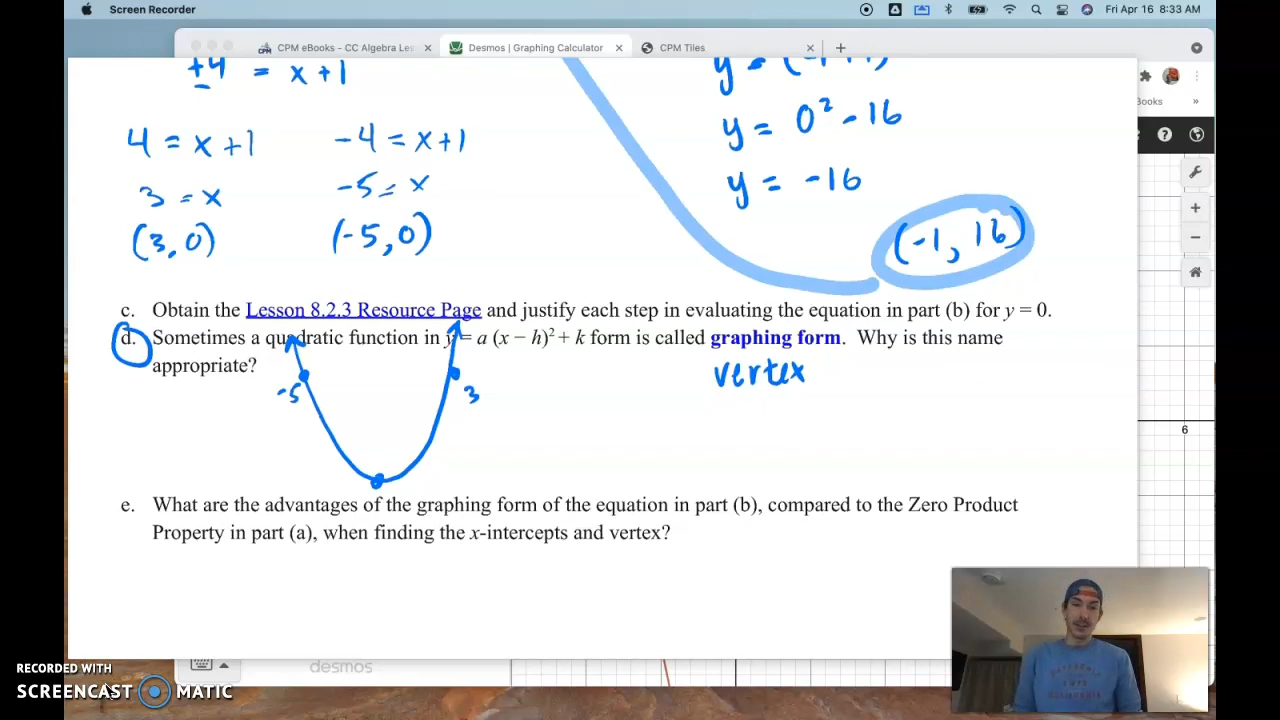 Screen Recorder
Fri Apr 16 8:33 AM
CPM eBooks - CC Algebra Les
Desmos | Graphing Calculator
CPM Tiles
ooks
±4 = x+1
4 = x+1
-4 = x+1
3 = x
-5 = x
(3,0)
(-5,0)
y = 0² - 16
y = -16
(-1, 16)
c. Obtain the Lesson 8.2.3 Resource Page and justify each step in evaluating the equation in part (b) for y = 0.
d. Sometimes a quadratic function in y = a (x − h)² + k form is called graphing form. Why is this name
appropriate?
vertex
-5
3
6
e. What are the advantages of the graphing form of the equation in part (b), compared to the Zero Product
Property in part (a), when finding the x-intercepts and vertex?
desmos
RECORDED WITH
SCREENCAST MATIC